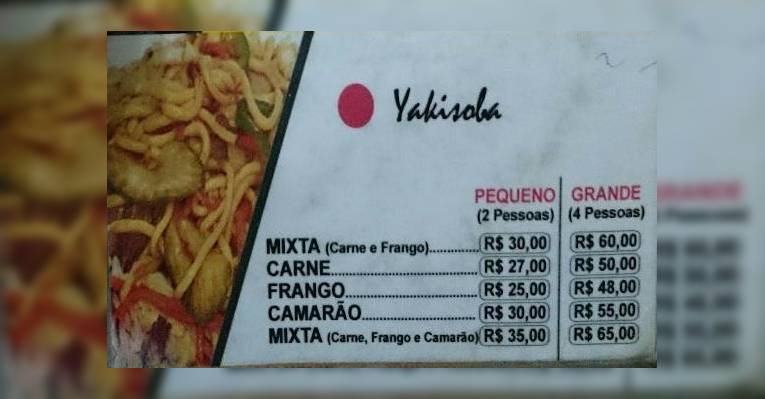 Yakisoba
PEQUENO GRANDE
(2 Pessoas) (4 Pessoas)
MIXTA (Carne e Frango)............. R$ 30,00 R$ 60,00
CARNE..................................... R$ 27,00 R$ 50,00
FRANGO................................. R$ 25,00 R$ 48,00
CAMARÃO............................. R$ 30,00 R$ 55,00
MIXTA (Carne, Frango e Camarão) R$ 35,00 R$ 65,00